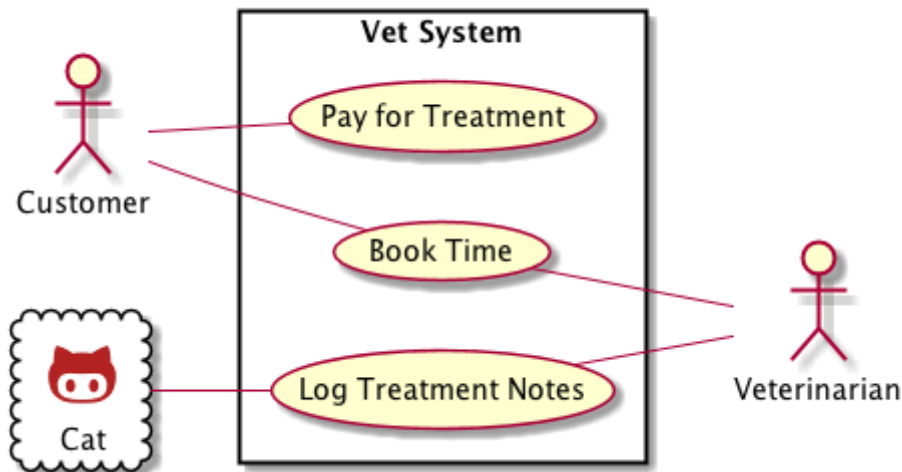 Vet System
Pay for Treatment
Customer
Book Time
Log Treatment Notes
Veterinarian
Cat